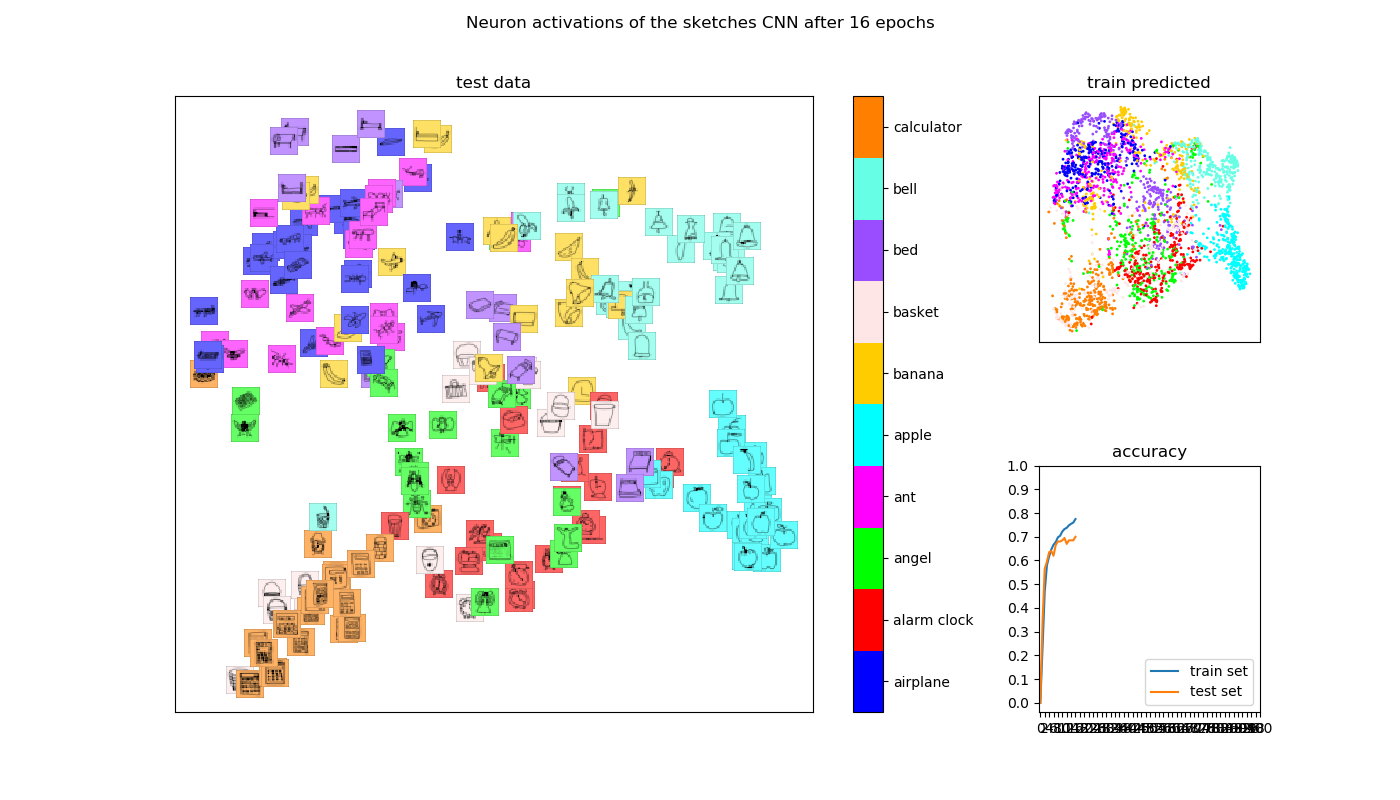 Neuron activations of the sketches CNN after 16 epochs
test data
calculator
bell
bed
basket
banana
apple
ant
angel
alarm clock
airplane
train predicted
accuracy
1.0
0.9
0.8
0.7
0.6
0.5
0.4
0.3
0.2
0.1
0.0
train set
test set